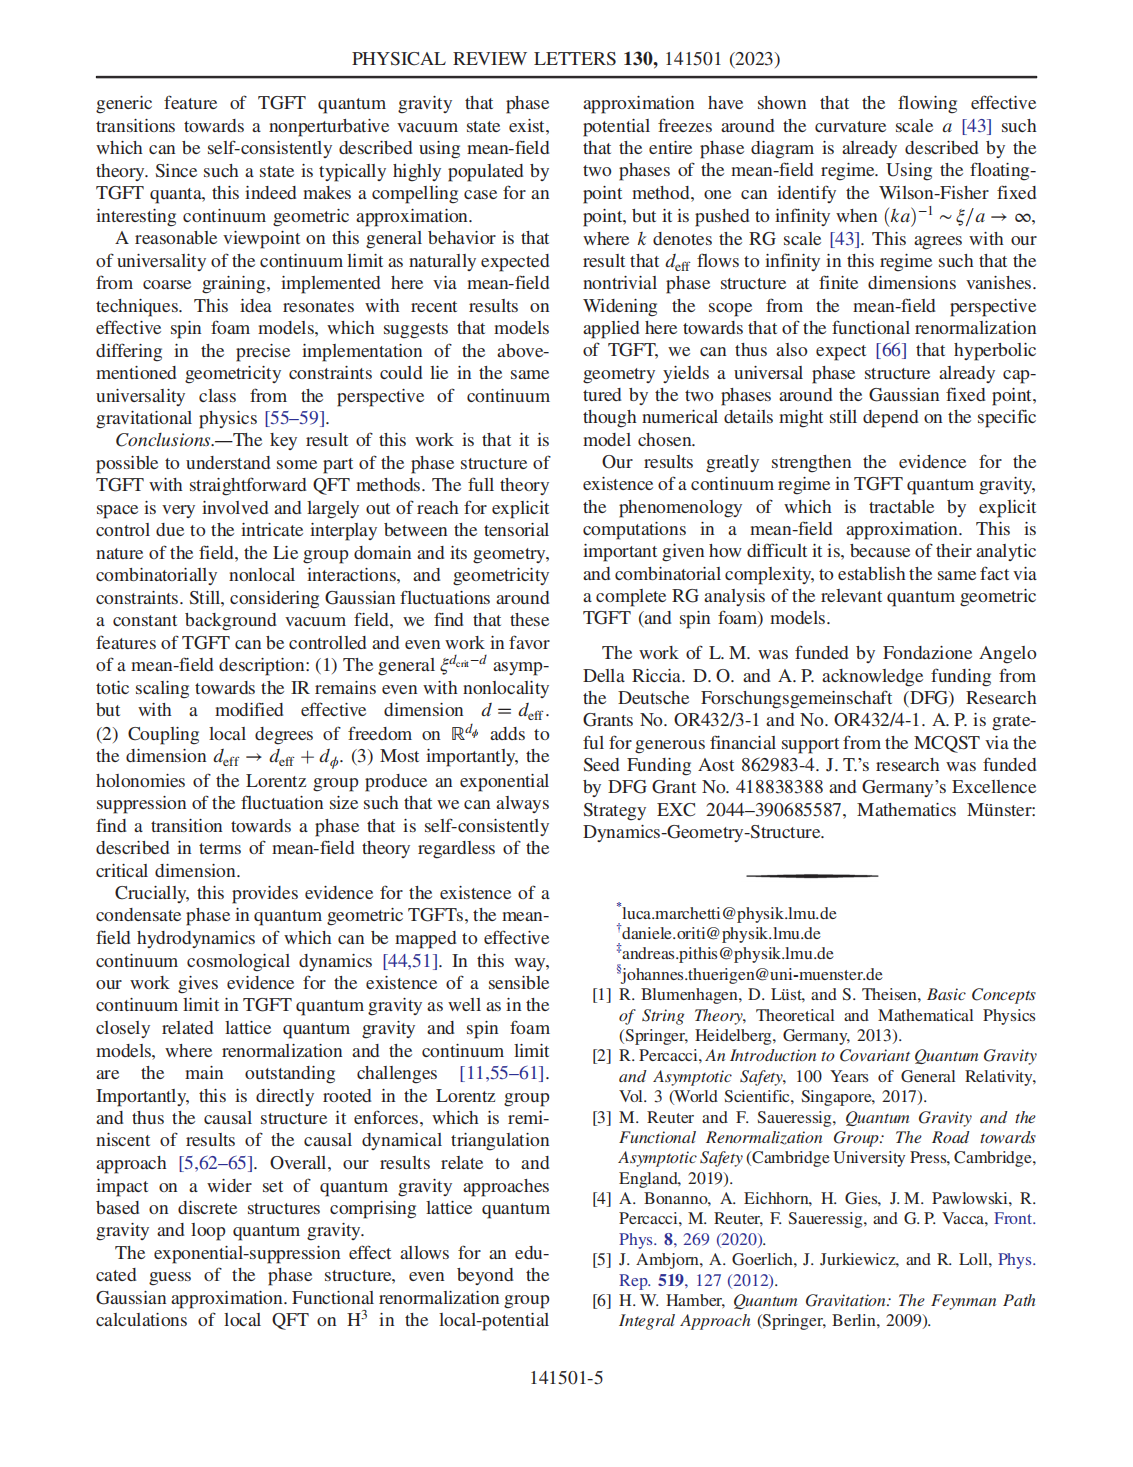 PHYSICAL REVIEW LETTERS 130, 141501 (2023)
generic feature of TGFT quantum gravity that phase
transitions towards a nonperturbative vacuum state exist,
which can be self-consistently described using mean-field
theory. Since such a state is typically highly populated by
TGFT quanta, this indeed makes a compelling case for an
interesting continuum geometric approximation.
A reasonable viewpoint on this general behavior is that
of universality of the continuum limit as naturally expected
from coarse graining, implemented here via mean-field
techniques. This idea resonates with recent results on
effective spin foam models, which suggests that models
differing in the precise implementation of the above-
mentioned geometricity constraints could lie in the same
universality class from the perspective of continuum
gravitational physics [55–59].
Conclusions.—The key result of this work is that it is
possible to understand some part of the phase structure of
TGFT with straightforward QFT methods. The full theory
space is very involved and largely out of reach for explicit
control due to the intricate interplay between the tensorial
nature of the field, the Lie group domain and its geometry,
combinatorially nonlocal interactions, and geometricity
constraints. Still, considering Gaussian fluctuations around
a constant background vacuum field, we find that these
features of TGFT can be controlled and even work in favor
of a mean-field description: (1) The general ξ^{d_crit−d} asymp-
totic scaling towards the IR remains even with nonlocality
but with a modified effective dimension d = d_eff.
(2) Coupling local degrees of freedom on ℝ^{d_ϕ} adds to
the dimension d_eff → d_eff + d_ϕ. (3) Most importantly, the
holonomies of the Lorentz group produce an exponential
suppression of the fluctuation size such that we can always
find a transition towards a phase that is self-consistently
described in terms of mean-field theory regardless of the
critical dimension.
Crucially, this provides evidence for the existence of a
condensate phase in quantum geometric TGFTs, the mean-
field hydrodynamics of which can be mapped to effective
continuum cosmological dynamics [44,51]. In this way,
our work gives evidence for the existence of a sensible
continuum limit in TGFT quantum gravity as well as in the
closely related lattice quantum gravity and spin foam
models, where renormalization and the continuum limit
are the main outstanding challenges [11,55–61].
Importantly, this is directly rooted in the Lorentz group
and thus the causal structure it enforces, which is remi-
niscent of results of the causal dynamical triangulation
approach [5,62–65]. Overall, our results relate to and
impact on a wider set of quantum gravity approaches
based on discrete structures comprising lattice quantum
gravity and loop quantum gravity.
The exponential-suppression effect allows for an edu-
cated guess of the phase structure, even beyond the
Gaussian approximation. Functional renormalization group
calculations of local QFT on H³ in the local-potential
approximation have shown that the flowing effective
potential freezes around the curvature scale a [43] such
that the entire phase diagram is already described by the
two phases of the mean-field regime. Using the floating-
point method, one can identify the Wilson-Fisher fixed
point, but it is pushed to infinity when (ka)⁻¹ ∼ ξ/a → ∞,
where k denotes the RG scale [43]. This agrees with our
result that d_eff flows to infinity in this regime such that the
nontrivial phase structure at finite dimensions vanishes.
Widening the scope from the mean-field perspective
applied here towards that of the functional renormalization
of TGFT, we can thus also expect [66] that hyperbolic
geometry yields a universal phase structure already cap-
tured by the two phases around the Gaussian fixed point,
though numerical details might still depend on the specific
model chosen.
Our results greatly strengthen the evidence for the
existence of a continuum regime in TGFT quantum gravity,
the phenomenology of which is tractable by explicit
computations in a mean-field approximation. This is
important given how difficult it is, because of their analytic
and combinatorial complexity, to establish the same fact via
a complete RG analysis of the relevant quantum geometric
TGFT (and spin foam) models.
The work of L. M. was funded by Fondazione Angelo
Della Riccia. D. O. and A. P. acknowledge funding from
the Deutsche Forschungsgemeinschaft (DFG) Research
Grants No. OR432/3-1 and No. OR432/4-1. A. P. is grate-
ful for generous financial support from the MCQST via the
Seed Funding Aost 862983-4. J. T.'s research was funded
by DFG Grant No. 418838388 and Germany's Excellence
Strategy EXC 2044–390685587, Mathematics Münster:
Dynamics-Geometry-Structure.
*luca.marchetti@physik.lmu.de
†daniele.oriti@physik.lmu.de
‡andreas.pithis@physik.lmu.de
§johannes.thuerigen@uni-muenster.de
[1] R. Blumenhagen, D. Lüst, and S. Theisen, Basic Concepts
of String Theory, Theoretical and Mathematical Physics
(Springer, Heidelberg, Germany, 2013).
[2] R. Percacci, An Introduction to Covariant Quantum Gravity
and Asymptotic Safety, 100 Years of General Relativity,
Vol. 3 (World Scientific, Singapore, 2017).
[3] M. Reuter and F. Saueressig, Quantum Gravity and the
Functional Renormalization Group: The Road towards
Asymptotic Safety (Cambridge University Press, Cambridge,
England, 2019).
[4] A. Bonanno, A. Eichhorn, H. Gies, J. M. Pawlowski, R.
Percacci, M. Reuter, F. Saueressig, and G. P. Vacca, Front.
Phys. 8, 269 (2020).
[5] J. Ambjorn, A. Goerlich, J. Jurkiewicz, and R. Loll, Phys.
Rep. 519, 127 (2012).
[6] H. W. Hamber, Quantum Gravitation: The Feynman Path
Integral Approach (Springer, Berlin, 2009).
141501-5